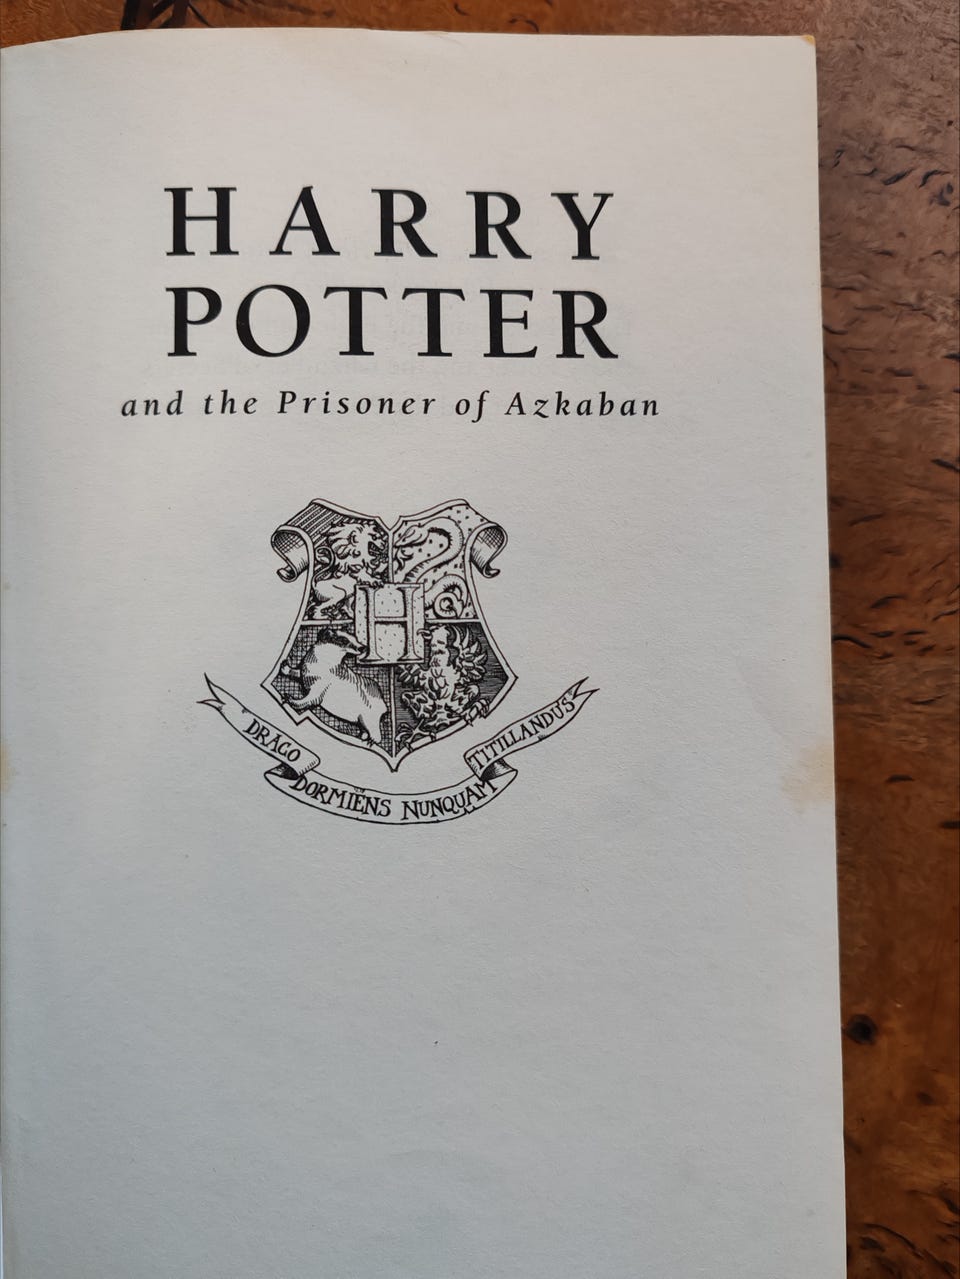 HARRY
POTTER
and the Prisoner of Azkaban
H
DRACO
DORMIENS NUNQUAM
TITILLANDUS